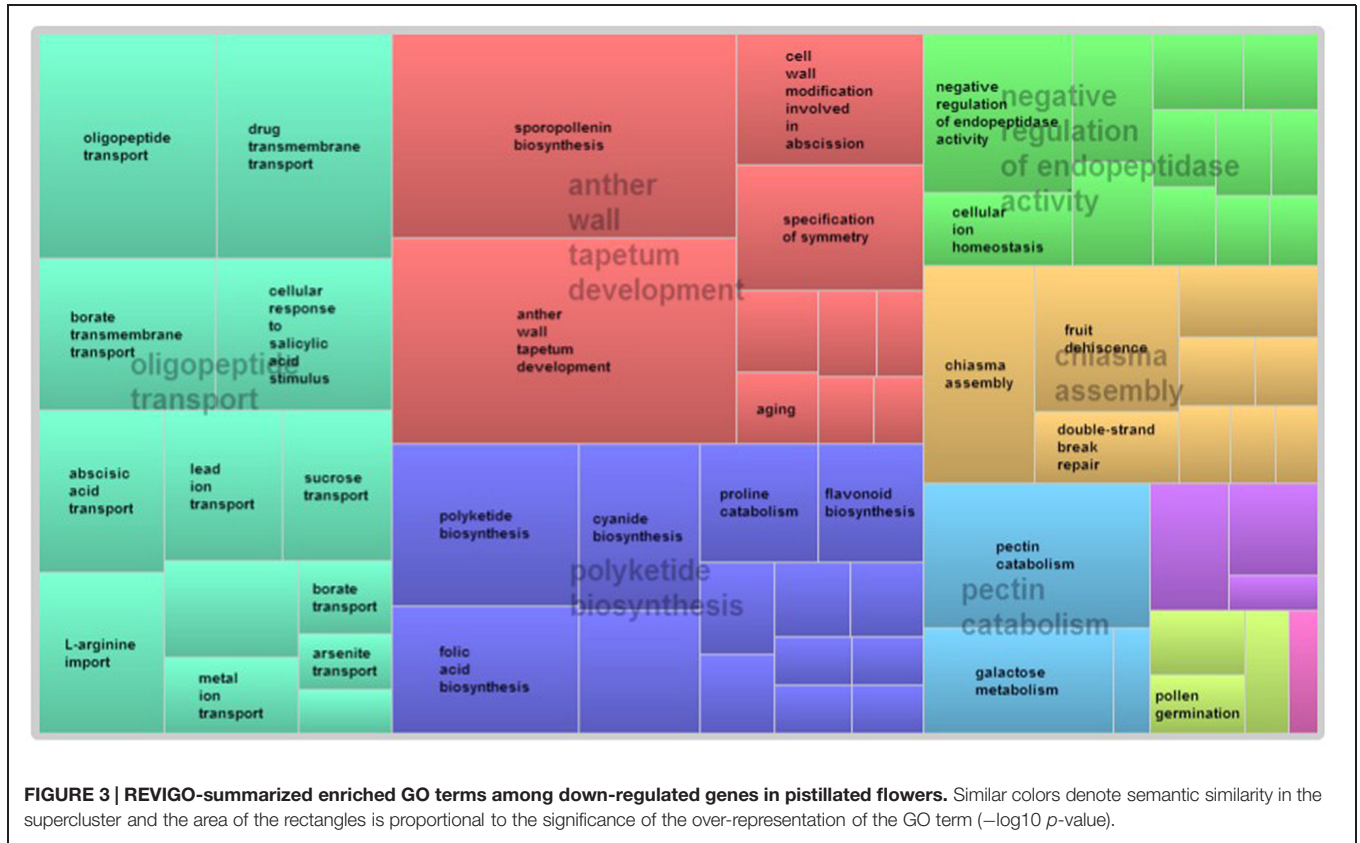 oligopeptide
transport
drug
transmembrane
transport
borate
transmembrane
transport
cellular
response
to
salicylic
acid
stimulus
oligopeptide
transport
abscisic
acid
transport
lead
ion
transport
sucrose
transport
L-arginine
import
metal
ion
transport
borate
transport
arsenite
transport
sporopollenin
biosynthesis
anther
wall
tapetum
development
anther
wall
tapetum
development
cell
wall
modification
involved
in
abscission
specification
of symmetry
aging
polyketide
biosynthesis
cyanide
biosynthesis
proline
catabolism
flavonoid
biosynthesis
polyketide
biosynthesis
folic
acid
biosynthesis
negative
regulation
of endopeptidase
activity
negative
regulation
of endopeptidase
activity
cellular
ion
homeostasis
chiasma
assembly
fruit
dehiscence
chiasma
assembly
double-strand
break
repair
pectin
catabolism
pectin
catabolism
galactose
metabolism
pollen
germination
FIGURE 3 | REVIGO-summarized enriched GO terms among down-regulated genes in pistillated flowers. Similar colors denote semantic similarity in the
supercluster and the area of the rectangles is proportional to the significance of the over-representation of the GO term (−log10 p-value).